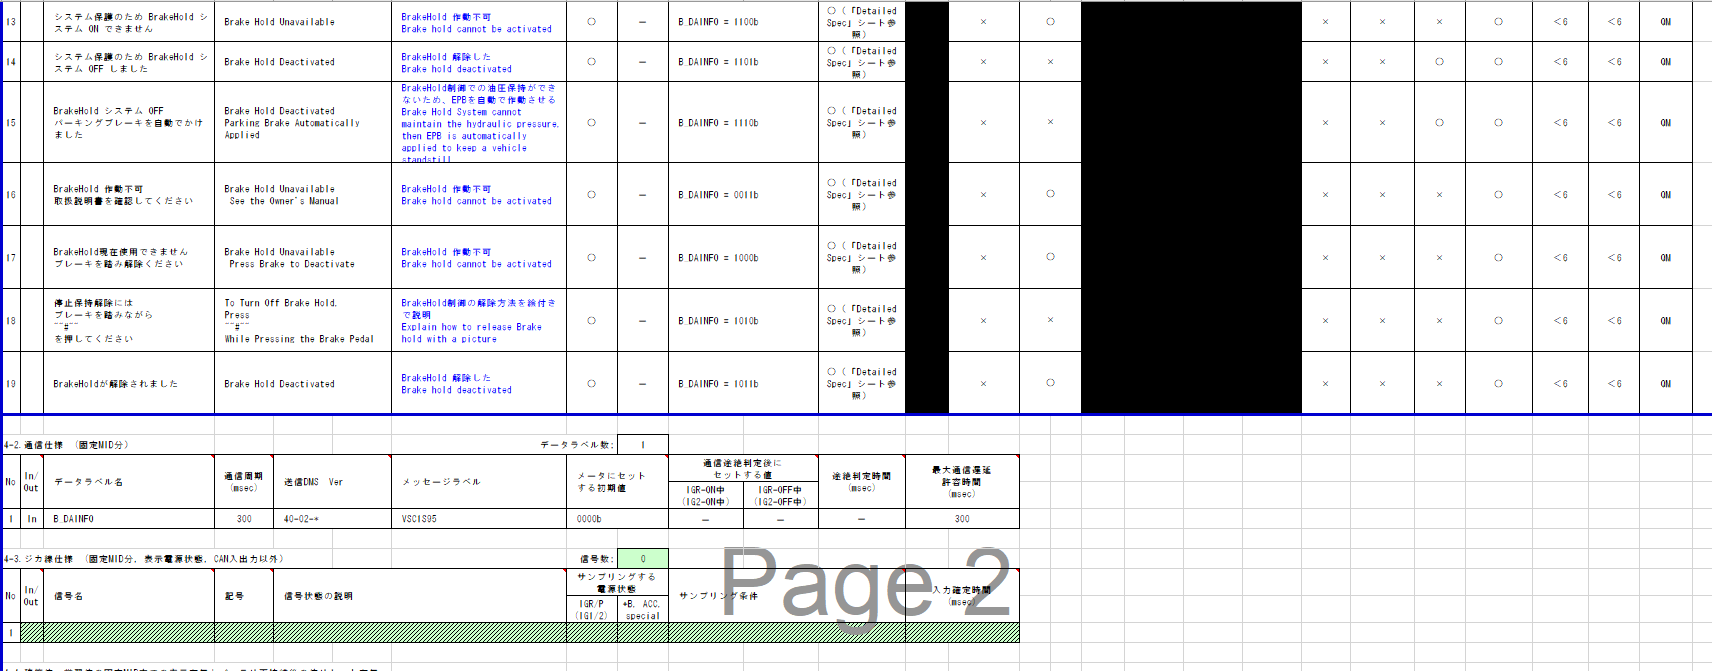 13 システム保護のため BrakeHold シ Brake Hold Unavailable BrakeHold 作動不可 ○ － B_DAINFO = 1100b ○（「Detailed × ○ × × × ○ <6 <6 QM
ステム ON できません Brake hold cannot be activated Spec」シート参
照）
14 システム保護のため BrakeHold シ Brake Hold Deactivated BrakeHold 解除した ○ － B_DAINFO = 1101b ○（「Detailed × × × × ○ ○ <6 <6 QM
ステム OFF しました Brake hold deactivated Spec」シート参
照）
15 BrakeHold システム OFF Brake Hold Deactivated BrakeHold制御での油圧保持ができ ○ － B_DAINFO = 1110b ○（「Detailed × × × × ○ ○ <6 <6 QM
パーキングブレーキを自動でかけ Parking Brake Automatically ないため、EPBを自動で作動させる Spec」シート参
ました Applied Brake Hold System cannot 照）
maintain the hydraulic pressure,
then EPB is automatically
applied to keep a vehicle
standstill
16 BrakeHold 作動不可 Brake Hold Unavailable BrakeHold 作動不可 ○ － B_DAINFO = 0011b ○（「Detailed × ○ × × × ○ <6 <6 QM
取扱説明書を確認してください See the Owner's Manual Brake hold cannot be activated Spec」シート参
照）
17 BrakeHold現在使用できません Brake Hold Unavailable BrakeHold 作動不可 ○ － B_DAINFO = 1000b ○（「Detailed × ○ × × × ○ <6 <6 QM
ブレーキを踏み解除ください Press Brake to Deactivate Brake hold cannot be activated Spec」シート参
照）
18 停止保持解除には To Turn Off Brake Hold, BrakeHold制御の解除方法を絵付き ○ － B_DAINFO = 1010b ○（「Detailed × × × × × ○ <6 <6 QM
ブレーキを踏みながら Press で説明 Spec」シート参
~~#~~ ~~#~~ Explain how to release Brake 照）
を押してください While Pressing the Brake Pedal hold with a picture
19 BrakeHoldが解除されました Brake Hold Deactivated BrakeHold 解除した ○ － B_DAINFO = 1011b ○（「Detailed × ○ × × × ○ <6 <6 QM
Brake hold deactivated Spec」シート参
照）
4-2.通信仕様 （固定MID分） データラベル数: 1
No In/ データラベル名 通信周期 送信DMS Ver メッセージラベル メータにセット 通信途絶判定後に 途絶判定時間 最大通信遅延
Out (msec) する初期値 セットする値 (msec) 許容時間
IGR-ON中 IGR-OFF中 (msec)
(IG2-ON中) (IG2-OFF中)
1 In B_DAINFO 300 40-02-* VSC1S95 0000b － － － 300
4-3.ジカ線仕様 （固定MID分, 表示電源状態, CAN入出力以外） 信号数: 0
Page 2
No In/ 信号名 記号 信号状態の説明 サンプリングする サンプリング条件 入力確定時間
Out 電源状態 (msec)
IGR/P *B, ACC,
(IG1/2) special
1